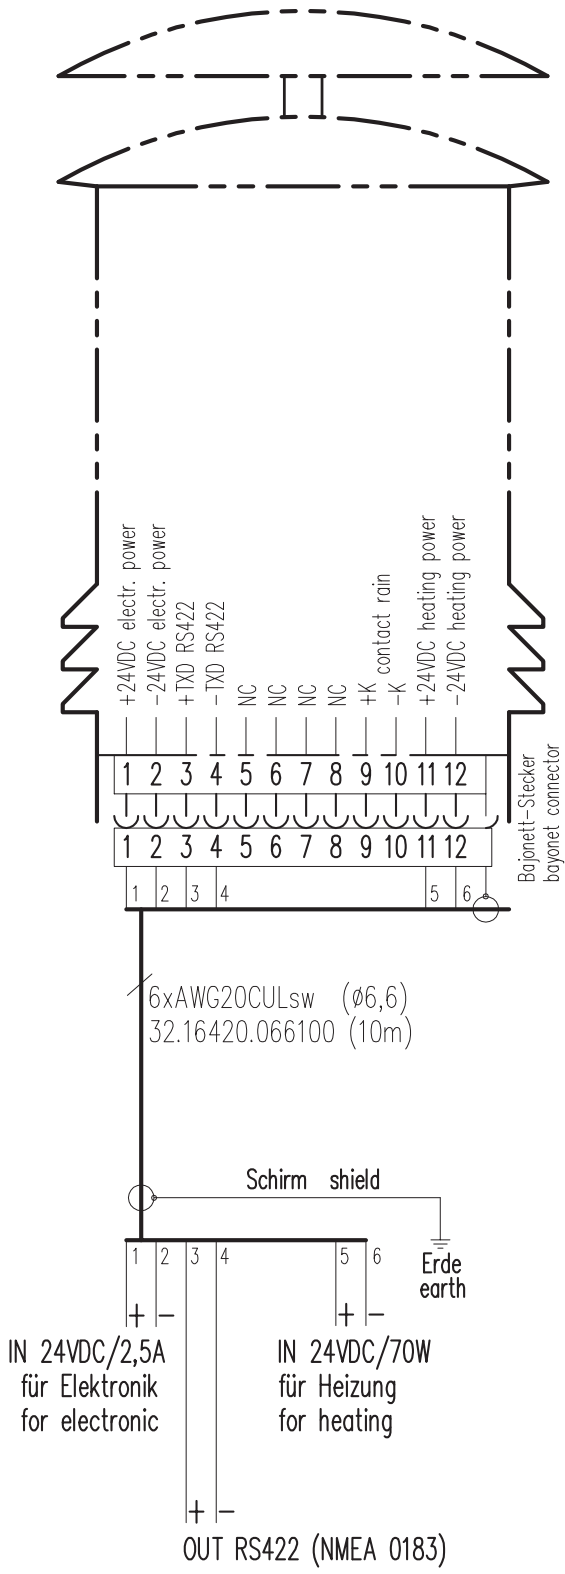 +24VDC electr. power
-24VDC electr. power
+TXD RS422
-TXD RS422
NC
NC
NC
NC
+K
contact rain
-K
+24VDC heating power
-24VDC heating power
1 2 3 4 5 6 7 8 9 10 11 12
1 2 3 4 5 6 7 8 9 10 11 12
Bajonett-Stecker
bayonet connector
1 2 3 4 5 6
6xAWG20CULsw (ø6,6)
32.16420.066100 (10m)
Schirm shield
Erde
earth
1 2 3 4 5 6
+ - + -
IN 24VDC/2,5A
für Elektronik
for electronic
IN 24VDC/70W
für Heizung
for heating
+ -
OUT RS422 (NMEA 0183)